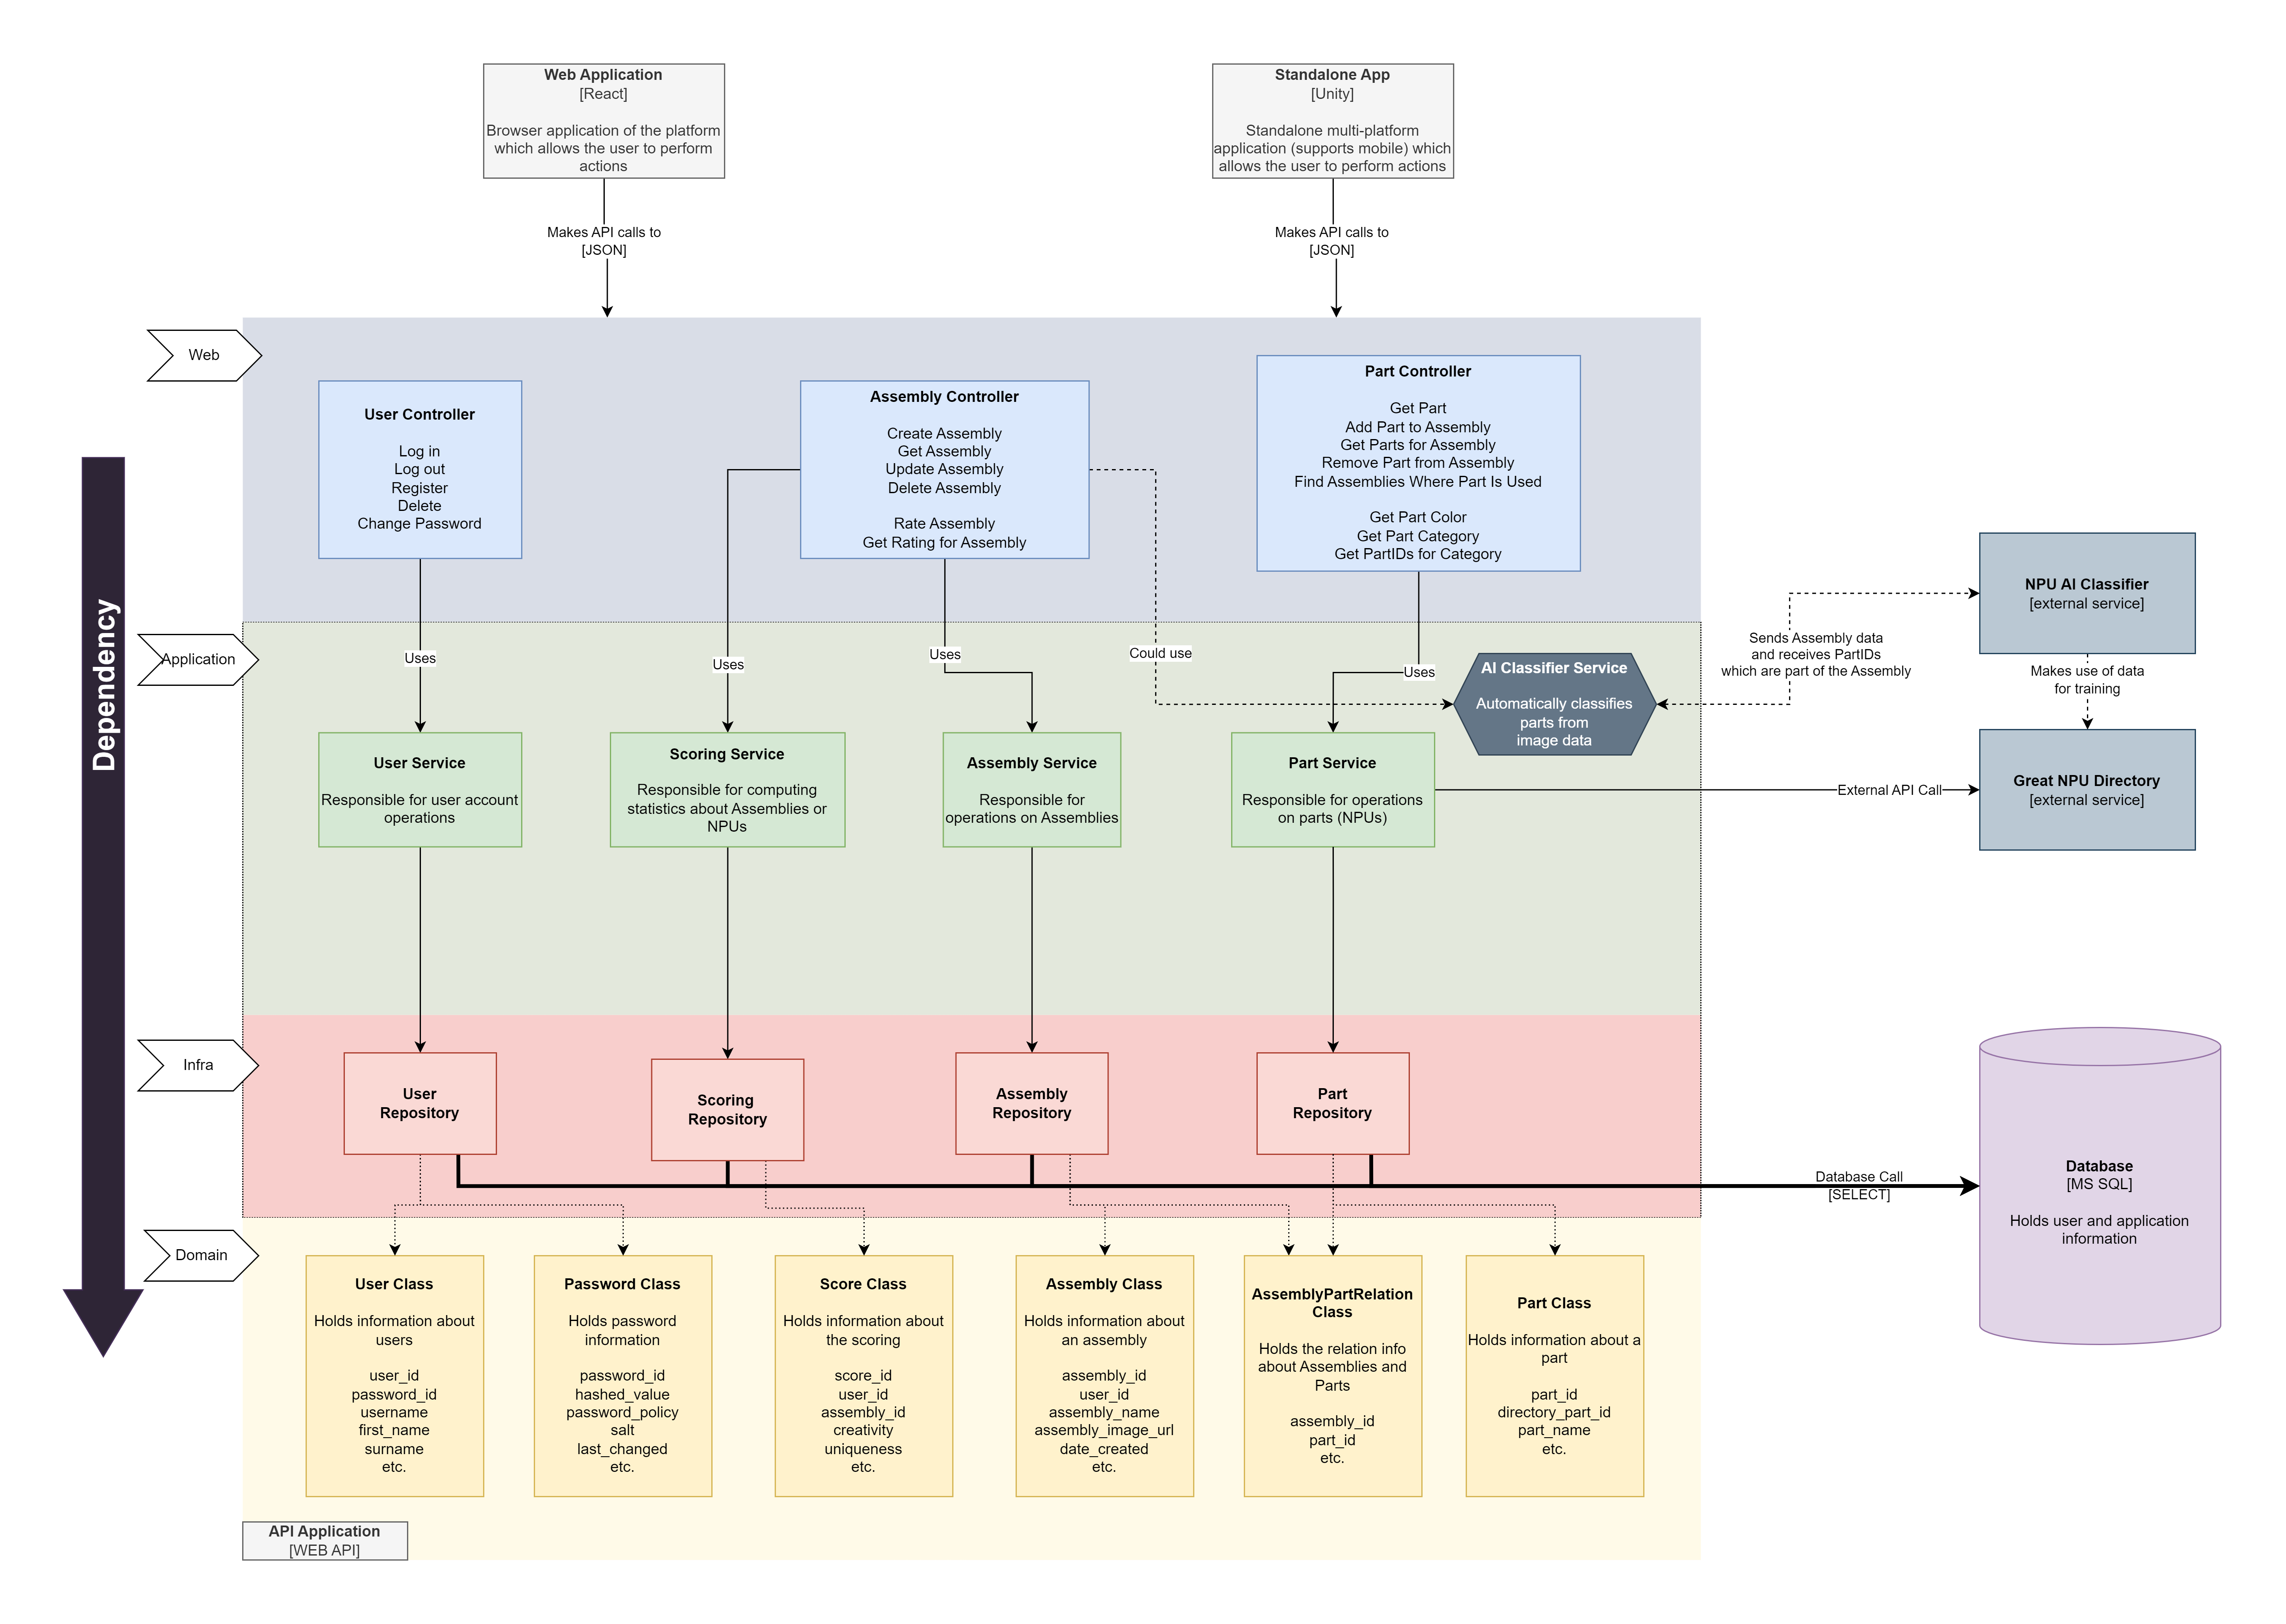 Web Application
[React]
Browser application of the platform
which allows the user to perform
actions
Standalone App
[Unity]
Standalone multi-platform
application (supports mobile) which
allows the user to perform actions
Makes API calls to
[JSON]
Makes API calls to
[JSON]
Web
User Controller
Log in
Log out
Register
Delete
Change Password
Assembly Controller
Create Assembly
Get Assembly
Update Assembly
Delete Assembly
Rate Assembly
Get Rating for Assembly
Part Controller
Get Part
Add Part to Assembly
Get Parts for Assembly
Remove Part from Assembly
Find Assemblies Where Part Is Used
Get Part Color
Get Part Category
Get PartIDs for Category
Dependency
NPU AI Classifier
[external service]
Sends Assembly data
and receives PartIDs
which are part of the Assembly
Makes use of data
for training
Application
Uses
Uses
Uses
Could use
Uses
AI Classifier Service
Automatically classifies
parts from
image data
User Service
Responsible for user account
operations
Scoring Service
Responsible for computing
statistics about Assemblies or
NPUs
Assembly Service
Responsible for
operations on Assemblies
Part Service
Responsible for operations
on parts (NPUs)
External API Call
Great NPU Directory
[external service]
Infra
User
Repository
Scoring
Repository
Assembly
Repository
Part
Repository
Database Call
[SELECT]
Database
[MS SQL]
Holds user and application
information
Domain
User Class
Holds information about
users
user_id
password_id
username
first_name
surname
etc.
Password Class
Holds password
information
password_id
hashed_value
password_policy
salt
last_changed
etc.
Score Class
Holds information about
the scoring
score_id
user_id
assembly_id
creativity
uniqueness
etc.
Assembly Class
Holds information about
an assembly
assembly_id
user_id
assembly_name
assembly_image_url
date_created
etc.
AssemblyPartRelation
Class
Holds the relation info
about Assemblies and
Parts
assembly_id
part_id
etc.
Part Class
Holds information about a
part
part_id
directory_part_id
part_name
etc.
API Application
[WEB API]